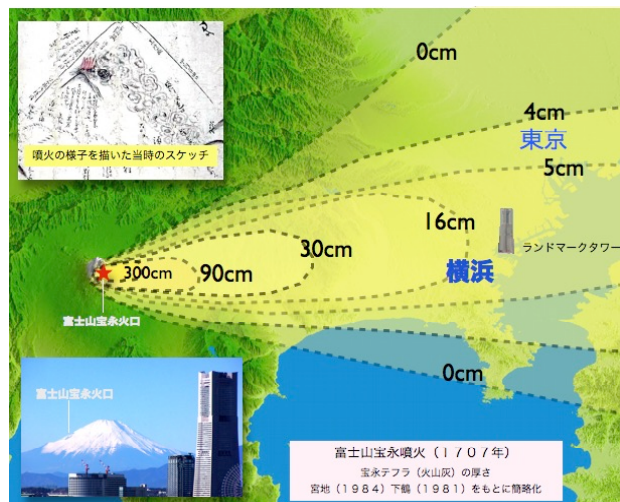 0cm
4cm
東京
5cm
噴火の様子を描いた当時のスケッチ
16cm
ランドマークタワー
30cm
横浜
300cm
90cm
富士山宝永火口
0cm
富士山宝永火口
富士山宝永噴火(1707年)
宝永テフラ(火山灰)の厚さ
宮地(1984)下鶴(1981)をもとに簡略化